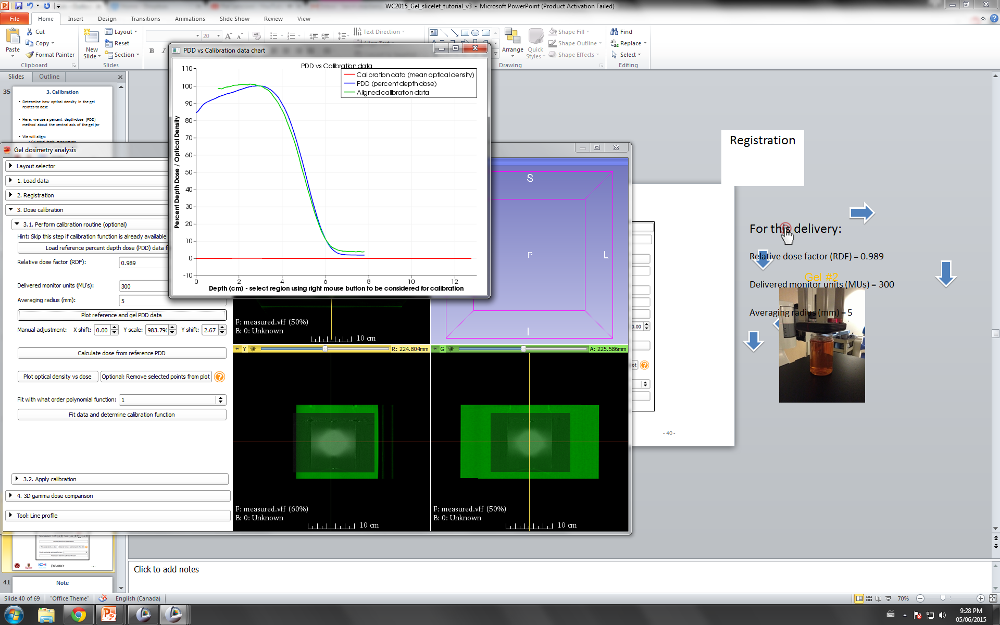 WC2015_Gel_slicelet_tutorial_v3 - Microsoft PowerPoint (Product Activation Failed)
File Home Insert Design Transitions Animations Slide Show Review View
Paste
Cut
Copy
Format Painter
Clipboard
New Slide
Layout
Reset
Section
Slides
20
B I
Text Direction
Arrange
Quick Styles
Shape Fill
Shape Outline
Shape Effects
Drawing
Find
Replace
Select
Editing
Slides Outline
35
3. Calibration
• Determine how optical density in the gel
relates to dose
• Here, we use a percent depth-dose (PDD)
method about the central axis of the gel jar
• We will align:
PDD vs Calibration data chart
PDD vs Calibration data
Calibration data (mean optical density)
PDD (percent depth dose)
Aligned calibration data
Percent Depth Dose / Optical Density
110
100
90
80
70
60
50
40
30
20
10
0
-10
0 2 4 6 8 10 12
Depth (cm) - select region using right mouse button to be considered for calibration
Gel dosimetry analysis
Layout selector
1. Load data
2. Registration
3. Dose calibration
3.1. Perform calibration routine (optional)
Hint: Skip this step if calibration function is already available
Load reference percent depth dose (PDD) data
Relative dose factor (RDF): 0.989
Delivered monitor units (MU's): 300
Averaging radius (mm): 5
Plot reference and gel PDD data
Manual adjustment: X shift: 0.00 Y scale: 983.796 Y shift: 2.67
Calculate dose from reference PDD
Plot optical density vs dose Optional: Remove selected points from plot ?
Fit with what order polynomial function: 1
Fit data and determine calibration function
3.2. Apply calibration
4. 3D gamma dose comparison
Tool: Line profile
F: measured.vff (50%)
B: 0: Unknown
10 cm
S
P L
I
Y R: 224.804mm
G A: 225.586mm
F: measured.vff (60%)
B: 0: Unknown
10 cm
F: measured.vff (50%)
B: 0: Unknown
10 cm
Registration
For this delivery:
Relative dose factor (RDF) = 0.989
Gel #2
Delivered monitor units (MUs) = 300
Averaging radius (mm) = 5
0.00
ot ?
- 40 -
41
Note
Click to add notes
Slide 40 of 69 "Office Theme" English (Canada) 70%
9:28 PM
05/06/2015